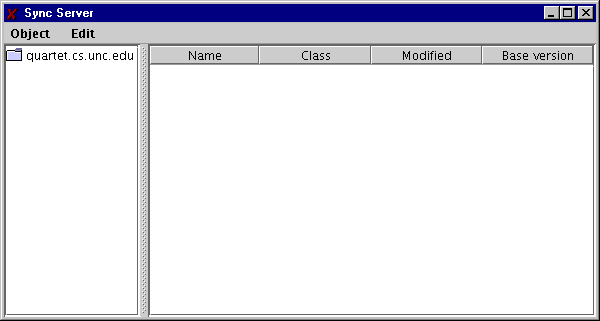 Sync Server
Object Edit
quartet.cs.unc.edu
Name Class Modified Base version